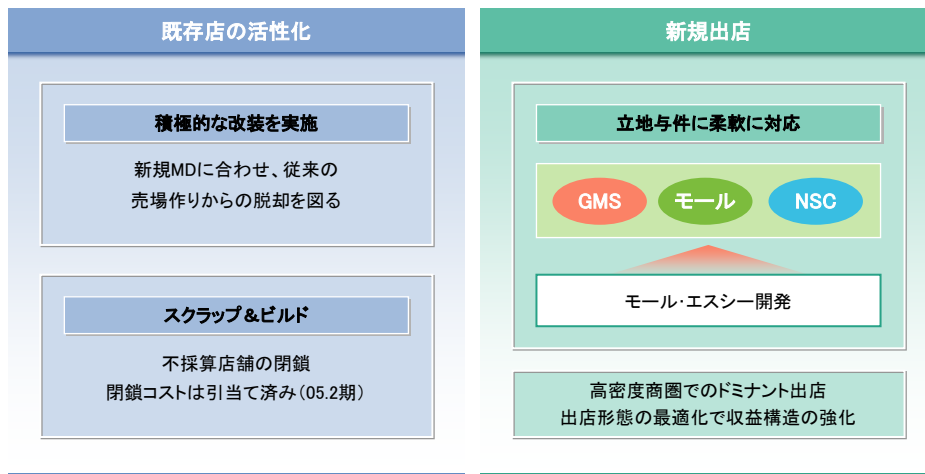 既存店の活性化
積極的な改装を実施
新規MDに合わせ、従来の
売場作りからの脱却を図る
スクラップ&ビルド
不採算店舗の閉鎖
閉鎖コストは引当て済み(05.2期)
新規出店
立地与件に柔軟に対応
GMS モール NSC
モール・エスシー開発
高密度商圏でのドミナント出店
出店形態の最適化で収益構造の強化